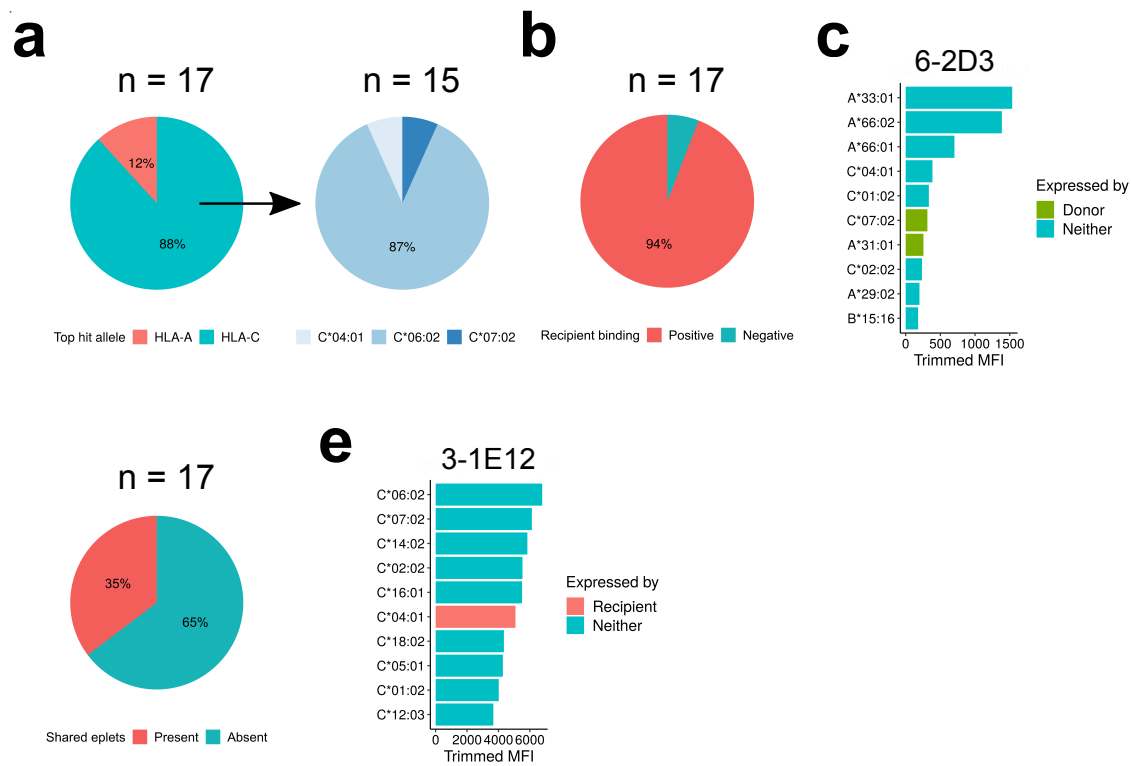 a
n = 17
n = 15
12%
88%
87%
Top hit allele HLA-A HLA-C
C*04:01 C*06:02 C*07:02
b
n = 17
94%
Recipient binding Positive Negative
c
6-2D3
A*33:01
A*66:02
A*66:01
C*04:01
C*01:02
C*07:02
A*31:01
C*02:02
A*29:02
B*15:16
0 500 1000 1500
Trimmed MFI
Expressed by
Donor
Neither
n = 17
35%
65%
Shared eplets Present Absent
e
3-1E12
C*06:02
C*07:02
C*14:02
C*02:02
C*16:01
C*04:01
C*18:02
C*05:01
C*01:02
C*12:03
0 2000 4000 6000
Trimmed MFI
Expressed by
Recipient
Neither